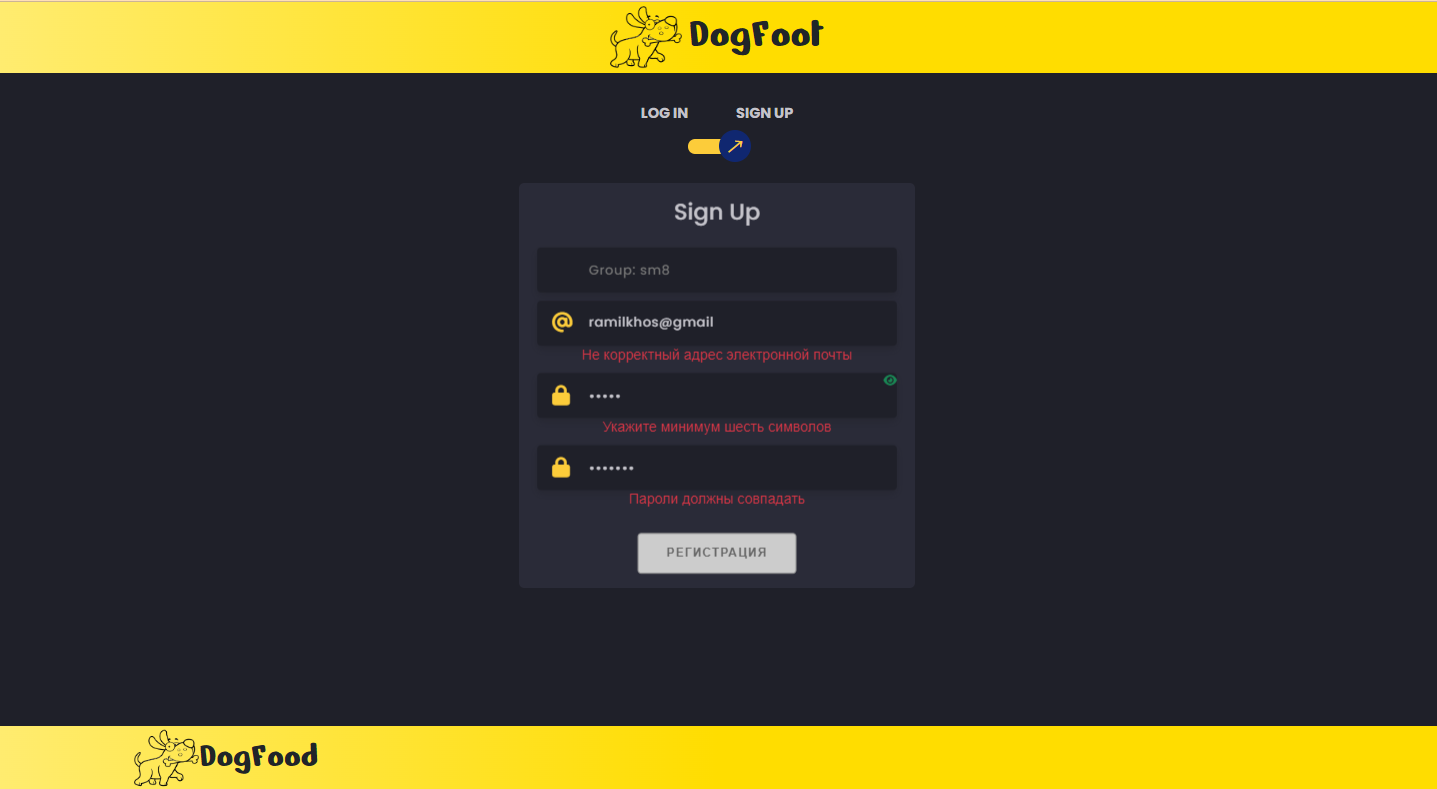 DogFoot
LOG IN SIGN UP
Sign Up
Group: sm8
@ ramilkhos@gmail
Не корректный адрес электронной почты
•••••
Укажите минимум шесть символов
•••••••
Пароли должны совпадать
РЕГИСТРАЦИЯ
DogFood